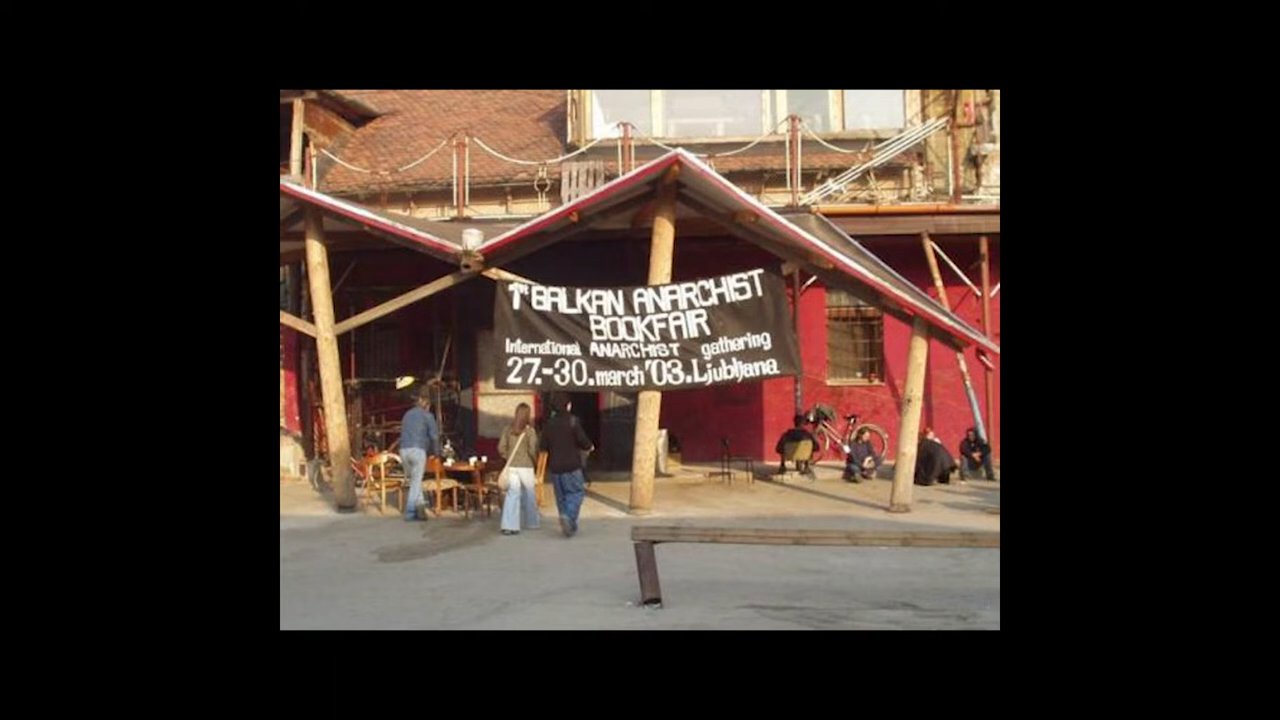 1st BALKAN ANARCHIST
BOOKFAIR
International ANARCHIST gathering
27.-30.march '03.Ljubljana